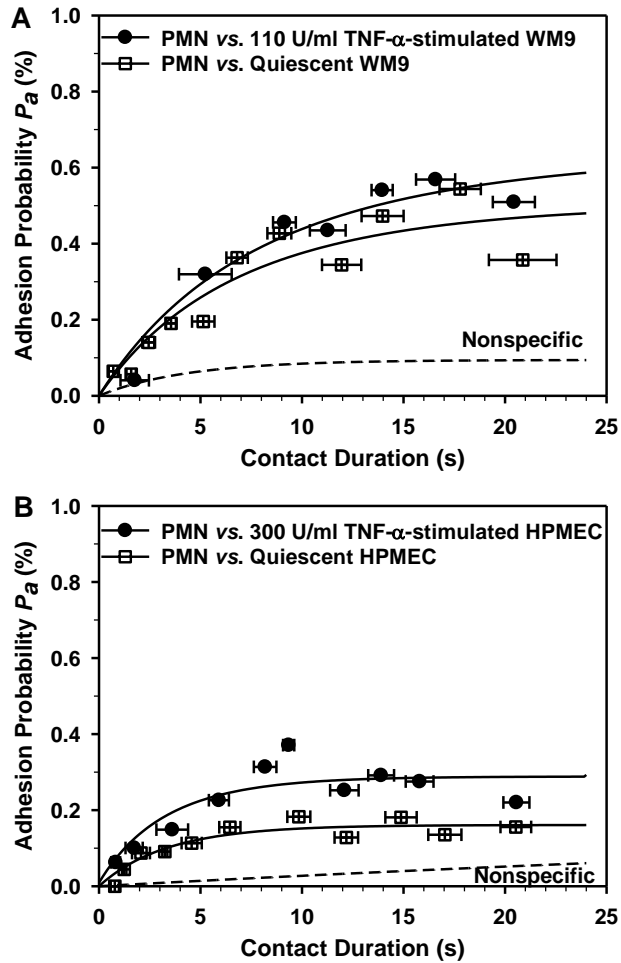 A
PMN vs. 110 U/ml TNF-α-stimulated WM9
PMN vs. Quiescent WM9
Adhesion Probability Pa (%)
1.0
0.8
0.6
0.4
0.2
0.0
Nonspecific
0 5 10 15 20 25
Contact Duration (s)
B
PMN vs. 300 U/ml TNF-α-stimulated HPMEC
PMN vs. Quiescent HPMEC
Adhesion Probability Pa (%)
1.0
0.8
0.6
0.4
0.2
0.0
Nonspecific
0 5 10 15 20 25
Contact Duration (s)